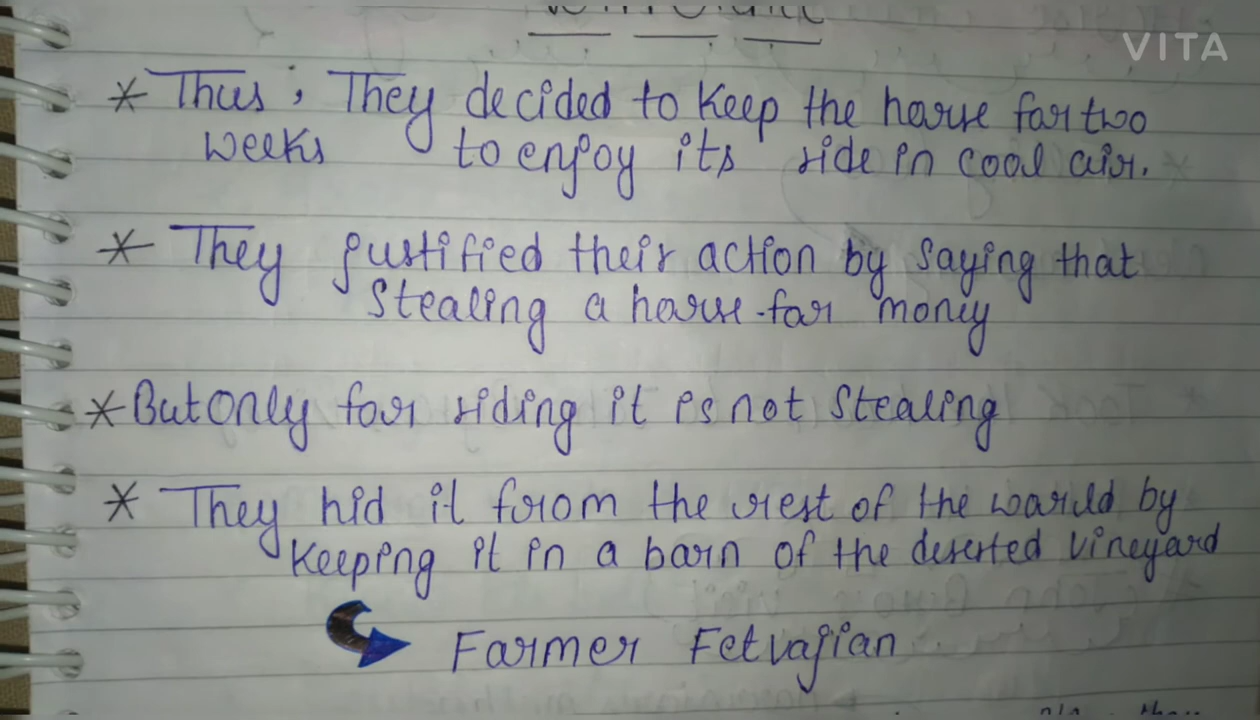 VITA
* Thus, They decided to keep the horse for two
weeks to enjoy its ride in cool air.
* They justified their action by saying that
Stealing a horse for money
* But only for riding it is not stealing
* They hid it from the rest of the world by
keeping it in a barn of the deserted vineyard
Farmer Fetvajian